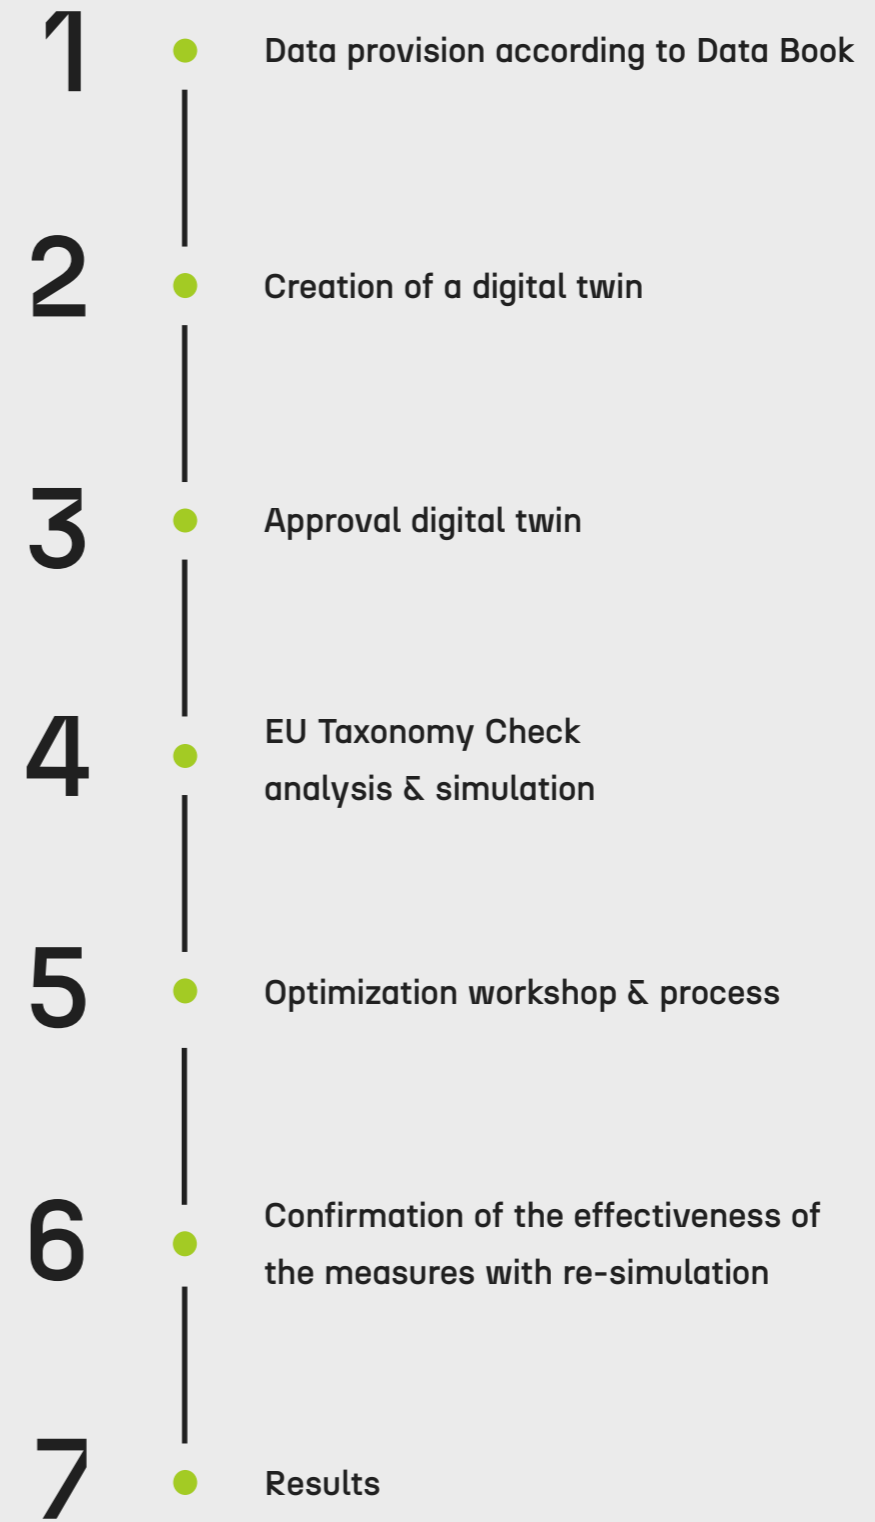 1
Data provision according to Data Book
2
Creation of a digital twin
3
Approval digital twin
4
EU Taxonomy Check
analysis & simulation
5
Optimization workshop & process
6
Confirmation of the effectiveness of
the measures with re-simulation
7
Results